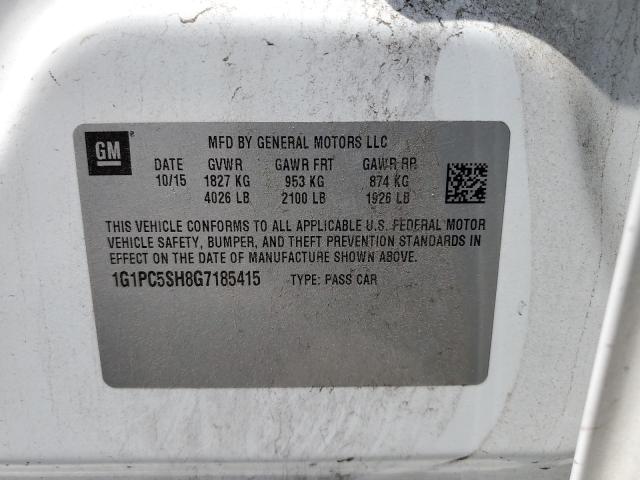 GM ®
MFD BY GENERAL MOTORS LLC
DATE GVWR GAWR FRT GAWR RR
10/15 1827 KG 953 KG 874 KG
4026 LB 2100 LB 1926 LB
THIS VEHICLE CONFORMS TO ALL APPLICABLE U.S. FEDERAL MOTOR
VEHICLE SAFETY, BUMPER, AND THEFT PREVENTION STANDARDS IN
EFFECT ON THE DATE OF MANUFACTURE SHOWN ABOVE.
1G1PC5SH8G7185415 TYPE: PASS CAR